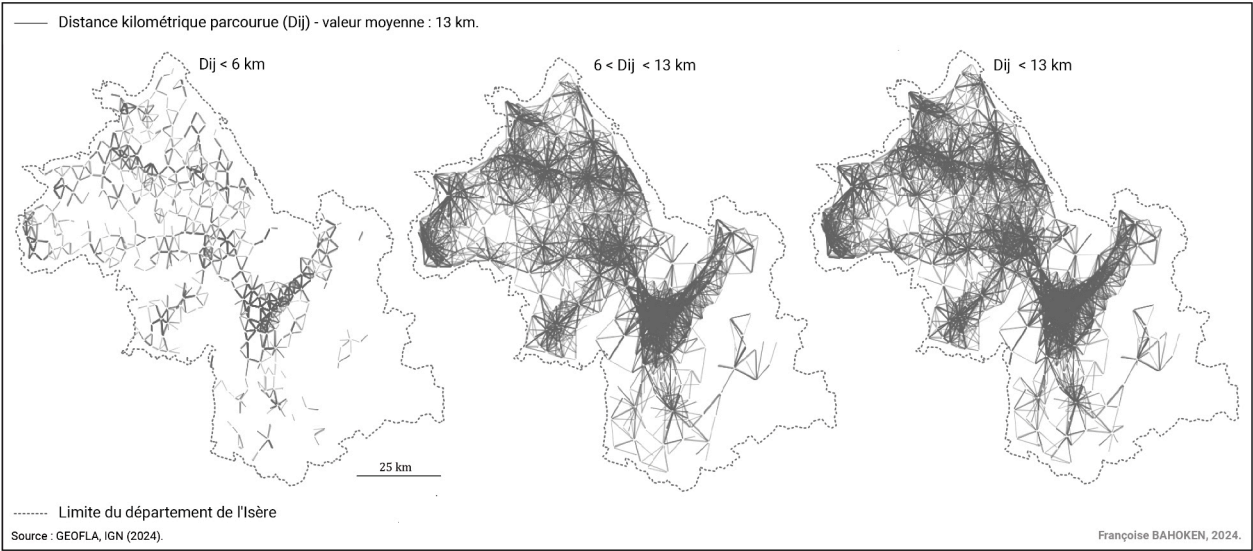 Distance kilométrique parcourue (Dij) - valeur moyenne : 13 km.
Dij < 6 km
6 < Dij < 13 km
Dij < 13 km
25 km
Limite du département de l'Isère
Source : GEOFLA, IGN (2024).
Françoise BAHOKEN, 2024.